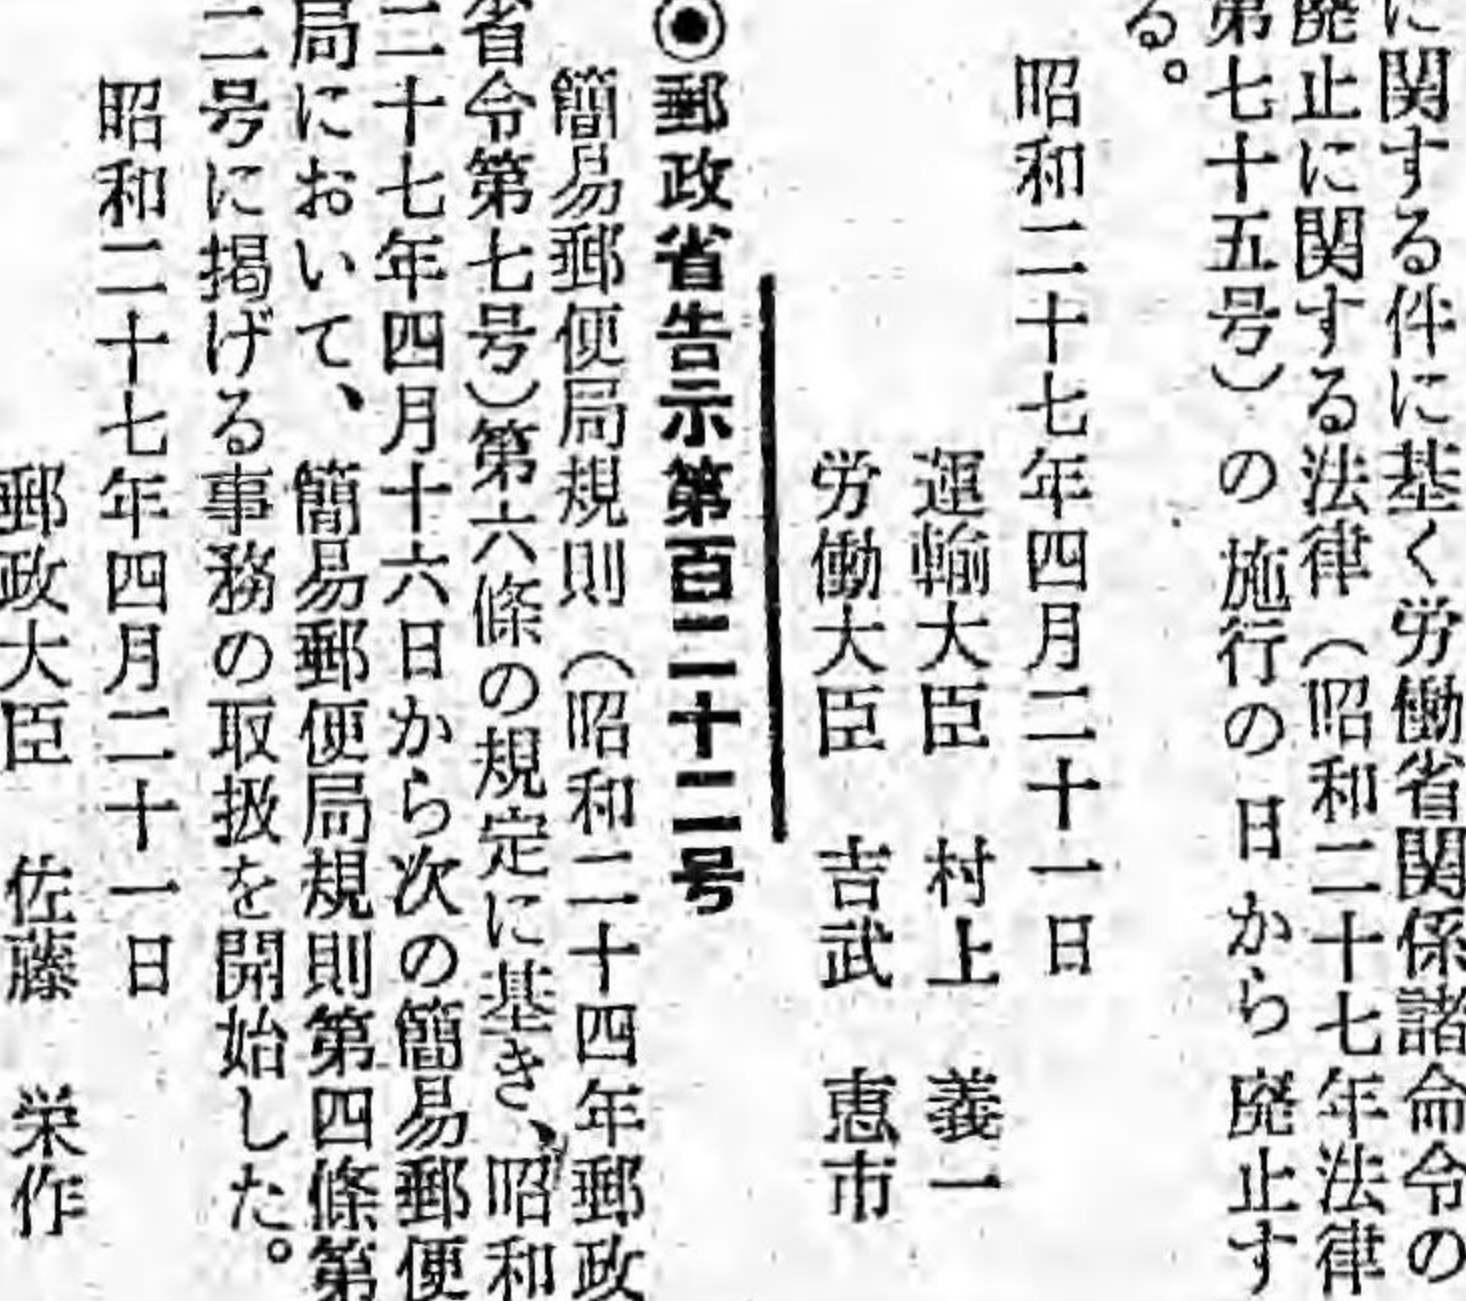 に関する件に基く労働省関係諸命令の
廃止に関する法律（昭和二十七年法律
第七十五号）の施行の日から廃止す
る。
昭和二十七年四月二十一日
運輸大臣　村上　義一
労働大臣　吉武　恵市
◉郵政省告示第百二十二号
簡易郵便局規則（昭和二十四年郵政
省令第七号）第六條の規定に基き、昭和
二十七年四月十六日から次の簡易郵便
局において、簡易郵便局規則第四條第
二号に掲げる事務の取扱を開始した。
昭和二十七年四月二十一日
郵政大臣　佐藤　栄作